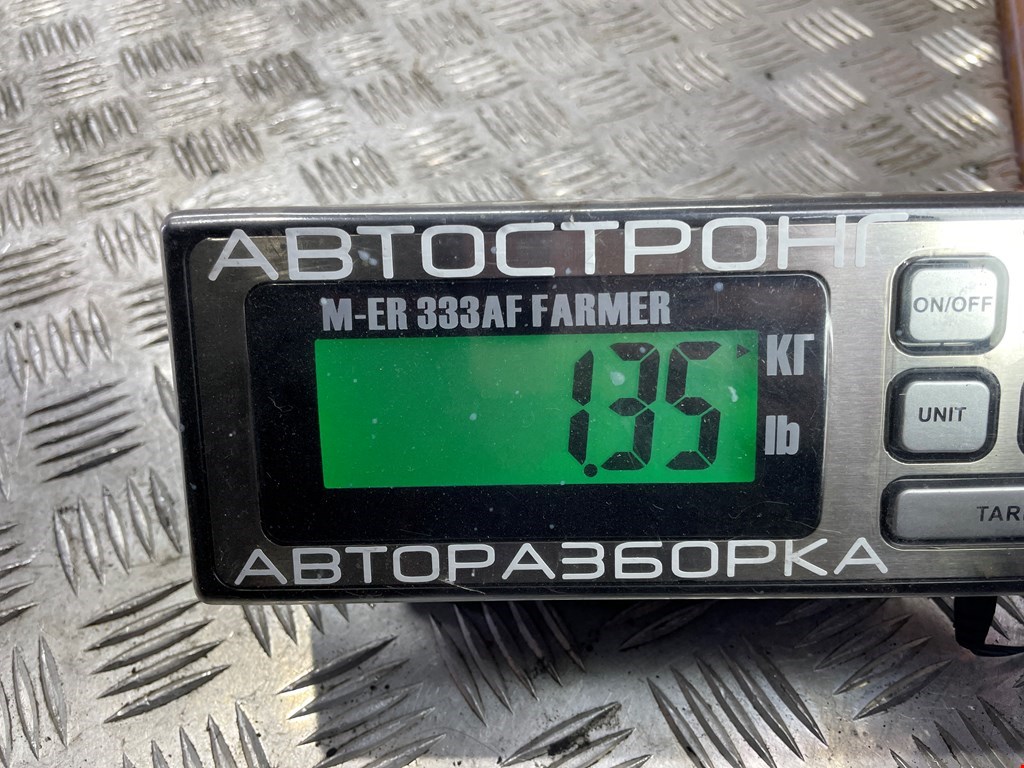 АВТОСТРОНГ
M-ER 333AF FARMER
1.35
КГ
lb
ON/OFF
UNIT
АВТОРАЗБОРКА